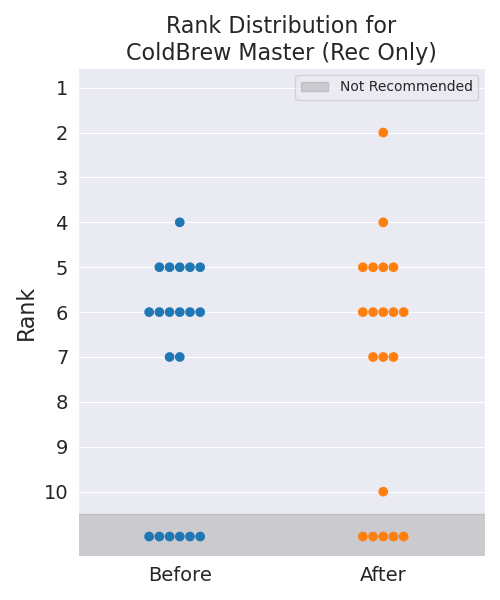 Rank Distribution for
ColdBrew Master (Rec Only)
Not Recommended
Rank
1
2
3
4
5
6
7
8
9
10
Before
After